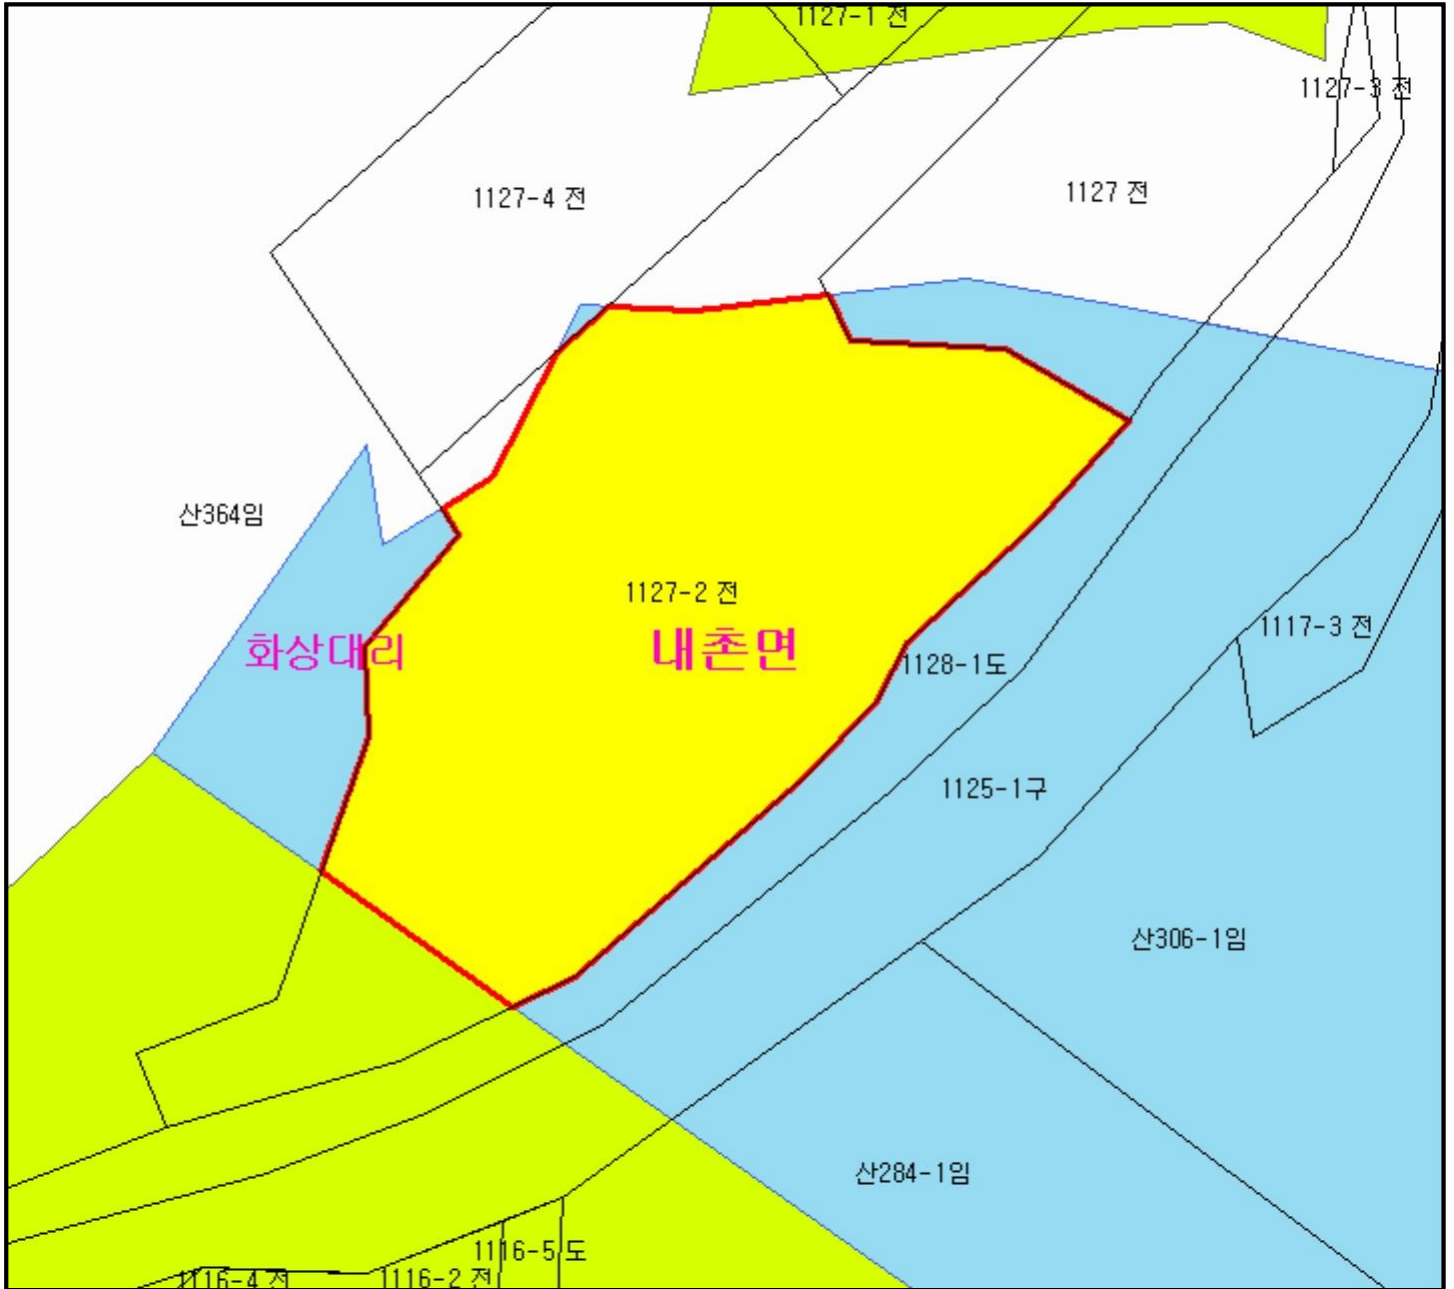 1127-1 전
1127-3 전
1127-4 전
1127 전
산364임
1127-2 전
1117-3 전
화상대리
내촌면
1128-1도
1125-1구
산306-1임
산284-1임
1116-5 도
1116-4 전
1116-2 전